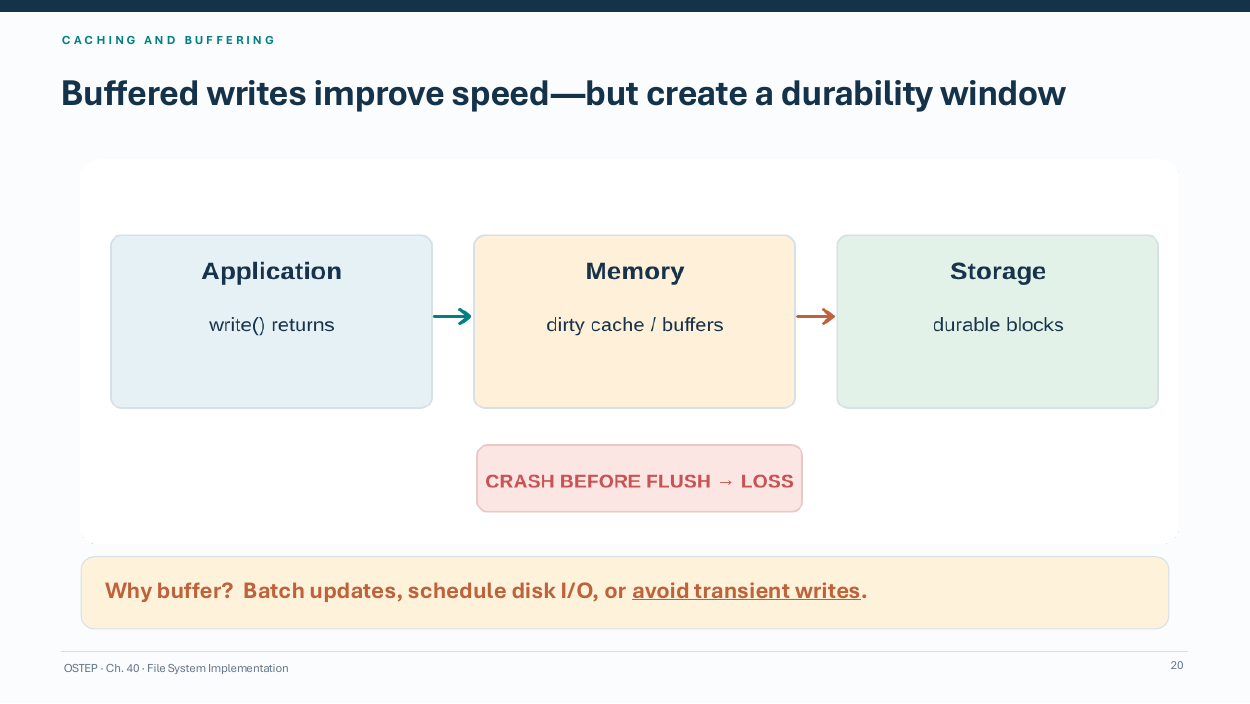 CACHING AND BUFFERING
Buffered writes improve speed—but create a durability window
Application
write() returns
Memory
dirty cache / buffers
Storage
durable blocks
CRASH BEFORE FLUSH → LOSS
Why buffer?  Batch updates, schedule disk I/O, or avoid transient writes.
OSTEP · Ch. 40 · File System Implementation
20